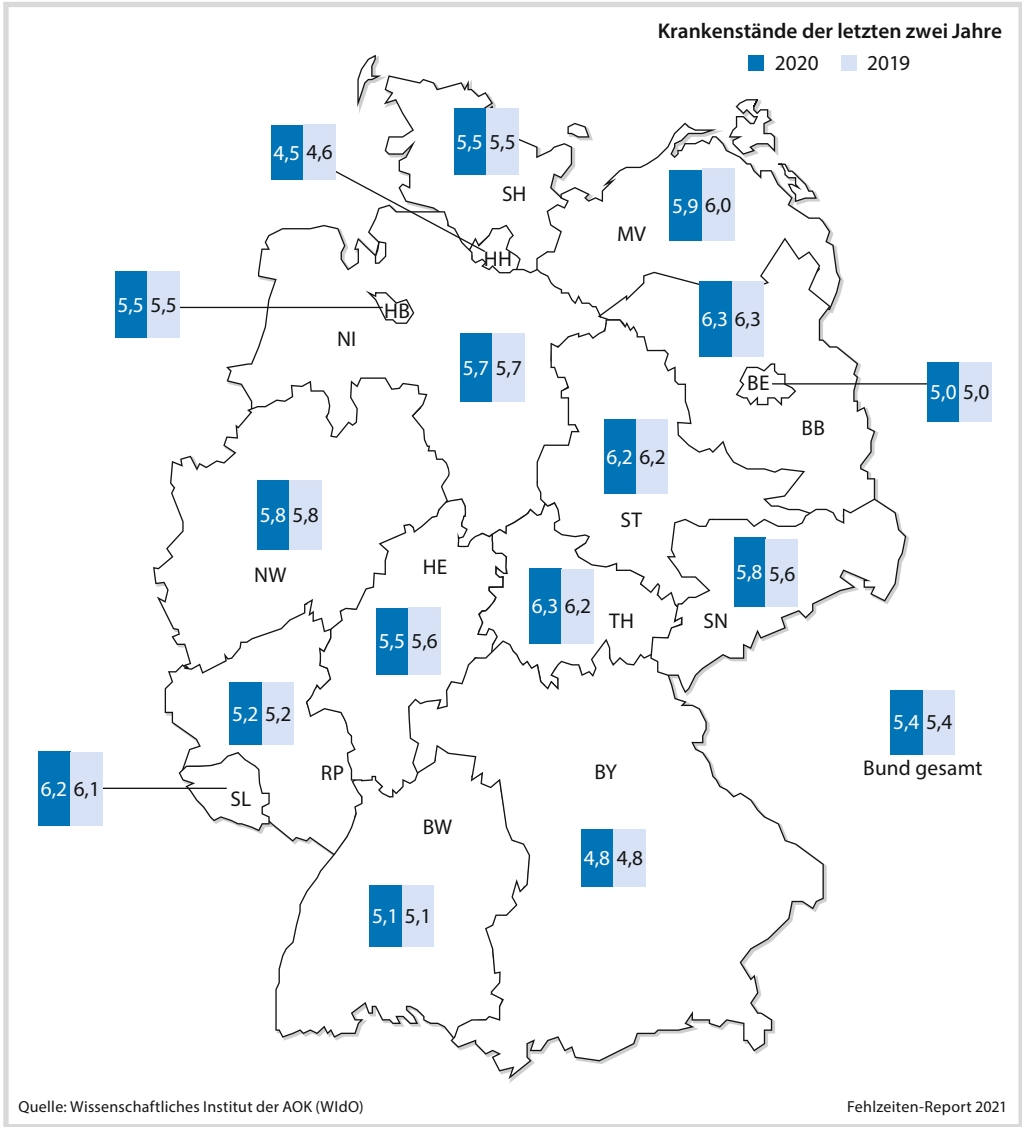 Krankenstände der letzten zwei Jahre
2020 2019
5,5 5,5
SH
4,5 4,6
HH
5,9 6,0
MV
5,5 5,5
HB
NI
5,7 5,7
6,3 6,3
BE
5,0 5,0
BB
6,2 6,2
ST
5,8 5,8
NW
HE
5,5 5,6
6,3 6,2
TH
5,8 5,6
SN
5,2 5,2
RP
6,2 6,1
SL
5,4 5,4
Bund gesamt
BY
4,8 4,8
BW
5,1 5,1
Quelle: Wissenschaftliches Institut der AOK (WIdO)
Fehlzeiten-Report 2021